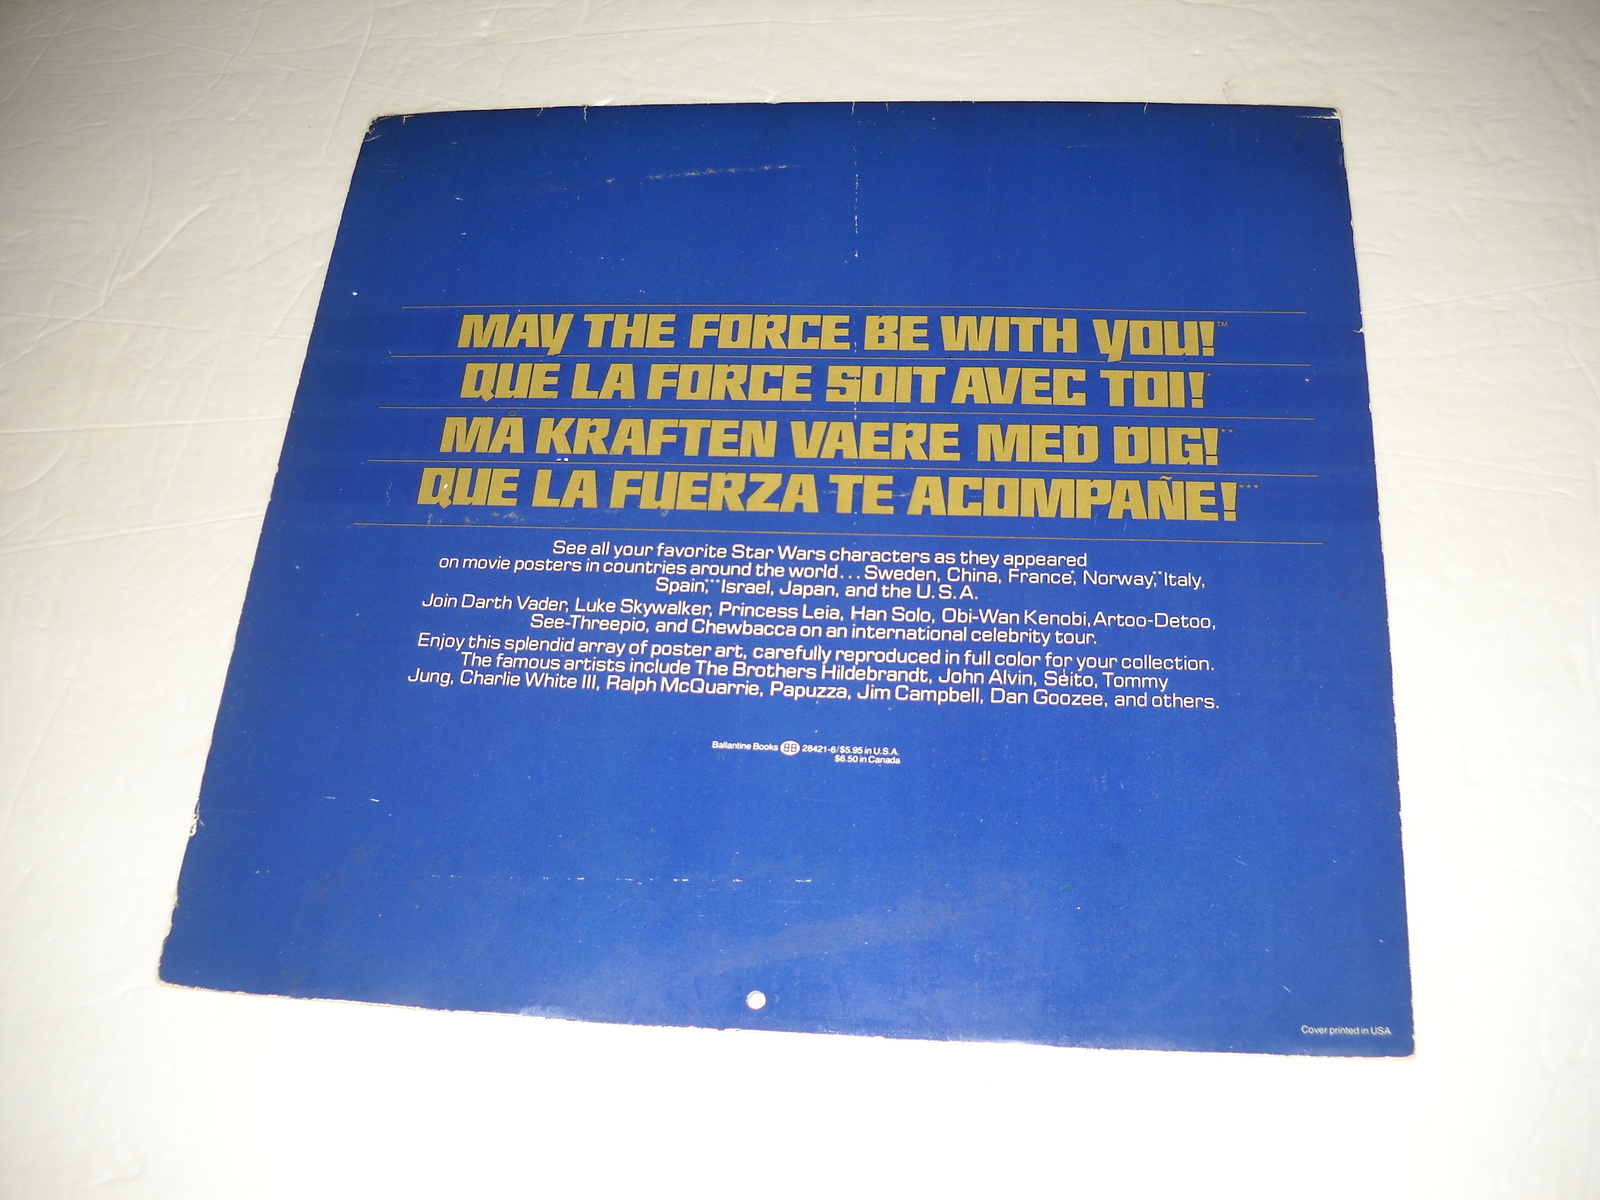 MAY THE FORCE BE WITH YOU!™
QUE LA FORCE SOIT AVEC TOI!*
MÅ KRAFTEN VAERE MED DIG!**
QUE LA FUERZA TE ACOMPAÑE!***
See all your favorite Star Wars characters as they appeared
on movie posters in countries around the world... Sweden, China, France,* Norway,** Italy,
Spain,*** Israel, Japan, and the U.S.A.
Join Darth Vader, Luke Skywalker, Princess Leia, Han Solo, Obi-Wan Kenobi, Artoo-Detoo,
See-Threepio, and Chewbacca on an international celebrity tour.
Enjoy this splendid array of poster art, carefully reproduced in full color for your collection.
The famous artists include The Brothers Hildebrandt, John Alvin, Seito, Tommy
Jung, Charlie White III, Ralph McQuarrie, Papuzza, Jim Campbell, Dan Goozee, and others.
Ballantine Books BB 28421-6/$5.95 in U.S.A.
$6.50 in Canada
Cover printed in USA